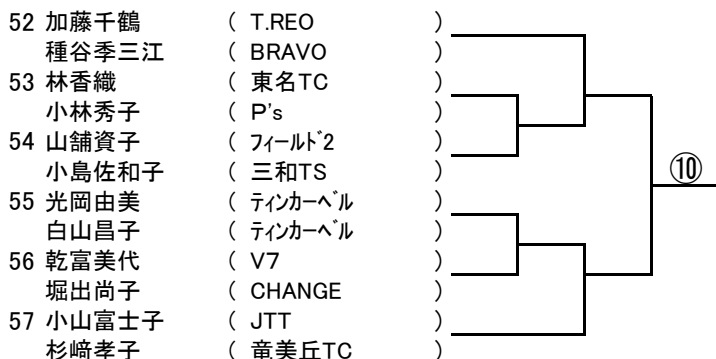 52 加藤千鶴 ( T.REO )
種谷季三江 ( BRAVO )
53 林香織 ( 東名TC )
小林秀子 ( P's )
54 山舗資子 ( フィールド2 )
小島佐和子 ( 三和TS )
⑩
55 光岡由美 ( ティンカーベル )
白山昌子 ( ティンカーベル )
56 乾富美代 ( V7 )
堀出尚子 ( CHANGE )
57 小山富士子 ( JTT )
杉﨑孝子 ( 竜美丘TC )